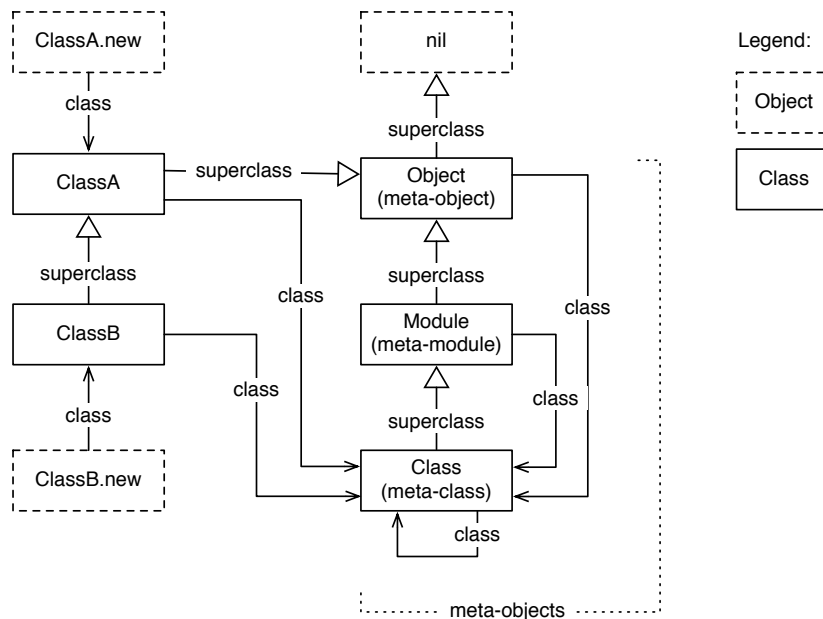 ClassA.new
nil
Legend:
class
superclass
Object
ClassA
superclass
Object
(meta-object)
Class
superclass
superclass
class
class
ClassB
Module
(meta-module)
class
class
class
superclass
ClassB.new
Class
(meta-class)
class
meta-objects